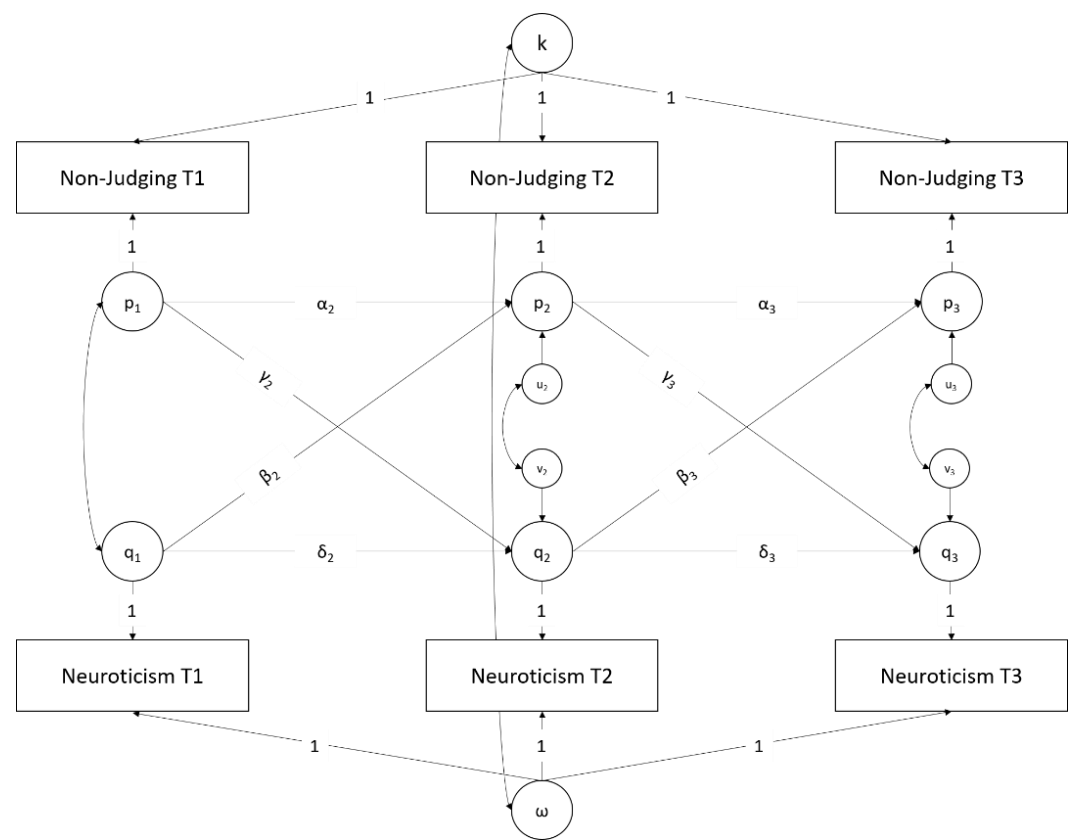 k
1 1 1
Non-Judging T1 Non-Judging T2 Non-Judging T3
1 1 1
p₁ α₂ p₂ α₃ p₃
γ₂ u₂ γ₃ u₃
β₂ v₂ β₃ v₃
q₁ δ₂ q₂ δ₃ q₃
1 1 1
Neuroticism T1 Neuroticism T2 Neuroticism T3
1 1 1
ω